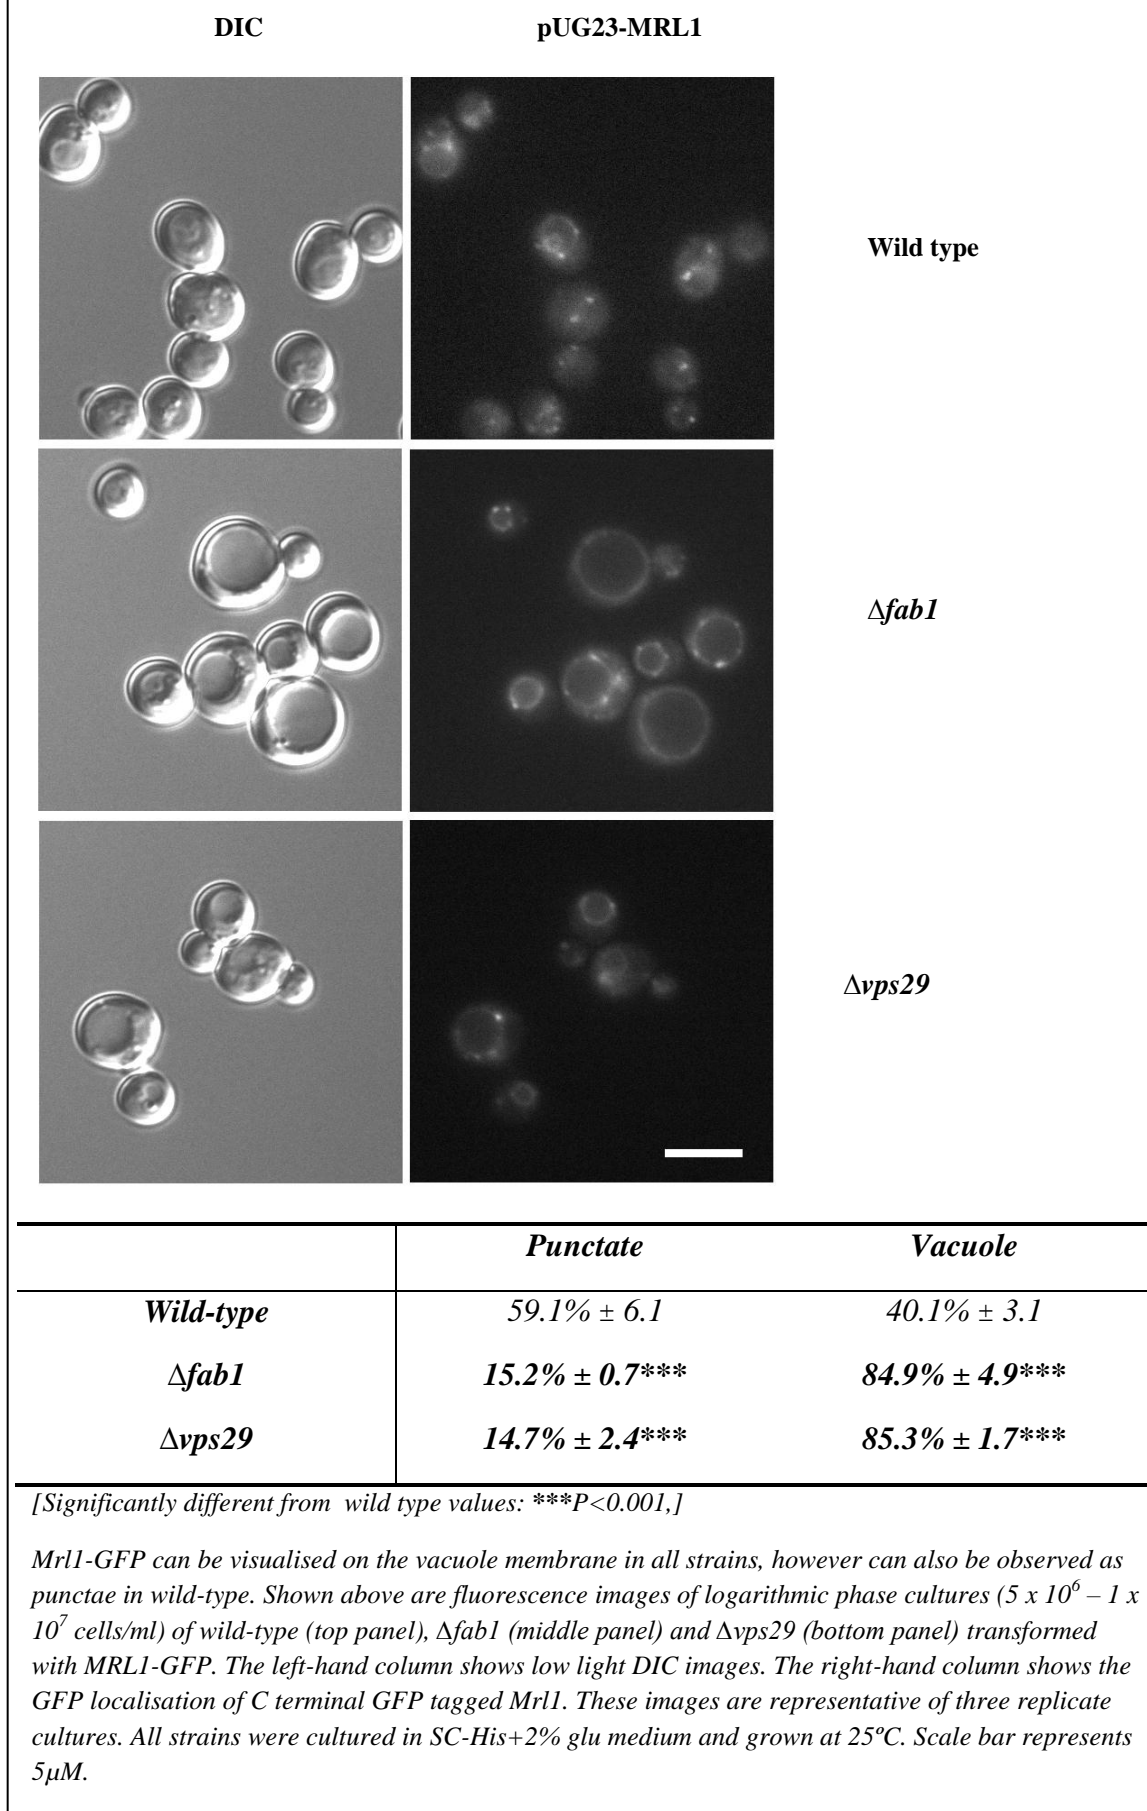 DIC pUG23-MRL1
Wild type
Δfab1
Δvps29
Punctate Vacuole
Wild-type 59.1% ± 6.1 40.1% ± 3.1
Δfab1 15.2% ± 0.7*** 84.9% ± 4.9***
Δvps29 14.7% ± 2.4*** 85.3% ± 1.7***
[Significantly different from wild type values: ***P<0.001,]
Mrl1-GFP can be visualised on the vacuole membrane in all strains, however can also be observed as
punctae in wild-type. Shown above are fluorescence images of logarithmic phase cultures (5 x 10⁶ – 1 x
10⁷ cells/ml) of wild-type (top panel), Δfab1 (middle panel) and Δvps29 (bottom panel) transformed
with MRL1-GFP. The left-hand column shows low light DIC images. The right-hand column shows the
GFP localisation of C terminal GFP tagged Mrl1. These images are representative of three replicate
cultures. All strains were cultured in SC-His+2% glu medium and grown at 25ºC. Scale bar represents
5µM.